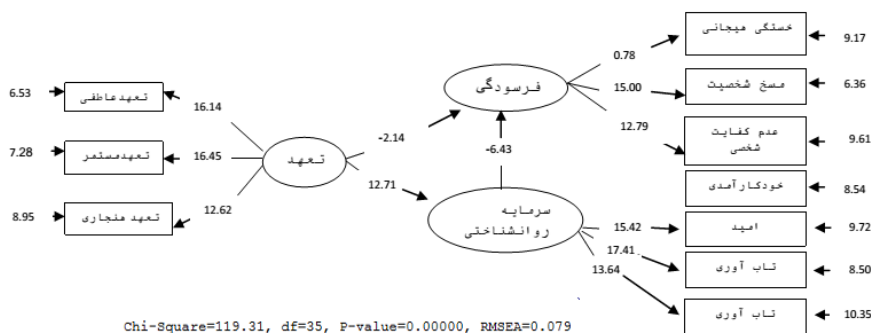 خستگی هیجانی
9.17
0.78
6.53
تعهدعاطفی
16.14
فرسودگی
15.00
مسخ شخصیت
6.36
-2.14
12.79
عدم کفایت
شخصی
9.61
7.28
تعهدمستمر
16.45
تعهد
-6.43
12.71
خودکارآمدی
8.54
8.95
تعهد هنجاری
12.62
سرمایه
روانشناختی
15.42
امید
9.72
17.41
13.64
تاب آوری
8.50
تاب آوری
10.35
Chi-Square=119.31, df=35, P-value=0.00000, RMSEA=0.079